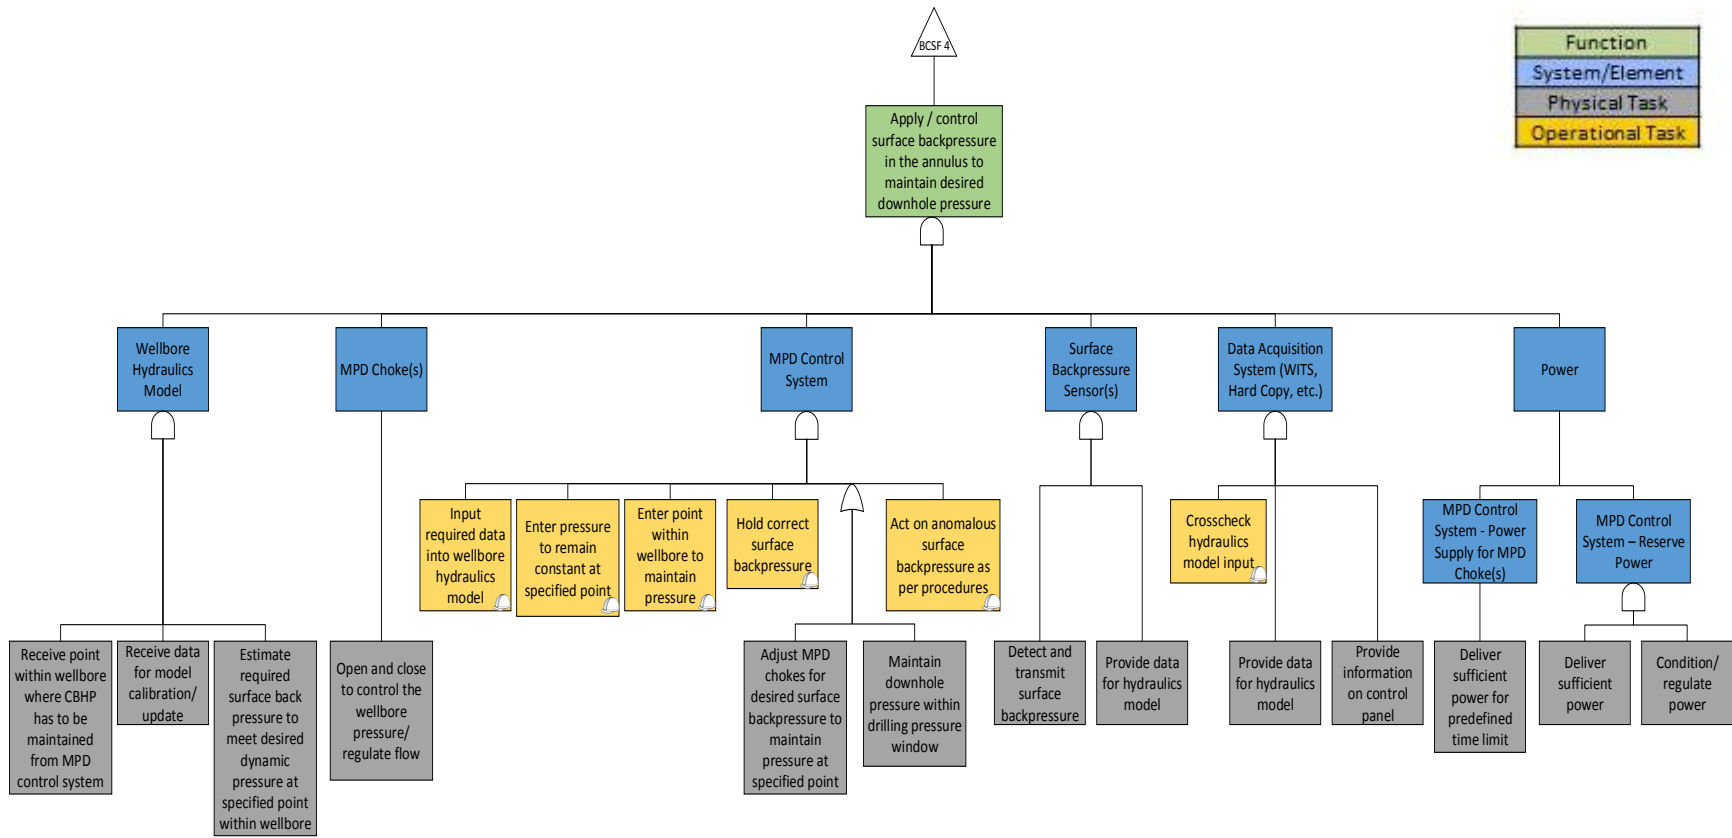 BCSF 4
Function
System/Element
Physical Task
Operational Task
Apply / control
surface backpressure
in the annulus to
maintain desired
downhole pressure
Wellbore
Hydraulics
Model
MPD Choke(s)
MPD Control
System
Surface
Backpressure
Sensor(s)
Data Acquisition
System (WITS,
Hard Copy, etc.)
Power
Input
required data
into wellbore
hydraulics
model
Enter pressure
to remain
constant at
specified point
Enter point
within
wellbore to
maintain
pressure
Hold correct
surface
backpressure
Act on anomalous
surface
backpressure as
per procedures
Crosscheck
hydraulics
model input
MPD Control
System - Power
Supply for MPD
Choke(s)
MPD Control
System – Reserve
Power
Receive point
within wellbore
where CBHP
has to be
maintained
from MPD
control system
Receive data
for model
calibration/
update
Estimate
required
surface back
pressure to
meet desired
dynamic
pressure at
specified point
within wellbore
Open and close
to control the
wellbore
pressure/
regulate flow
Adjust MPD
chokes for
desired surface
backpressure to
maintain
pressure at
specified point
Maintain
downhole
pressure within
drilling pressure
window
Detect and
transmit
surface
backpressure
Provide data
for hydraulics
model
Provide data
for hydraulics
model
Provide
information
on control
panel
Deliver
sufficient
power for
predefined
time limit
Deliver
sufficient
power
Condition/
regulate
power